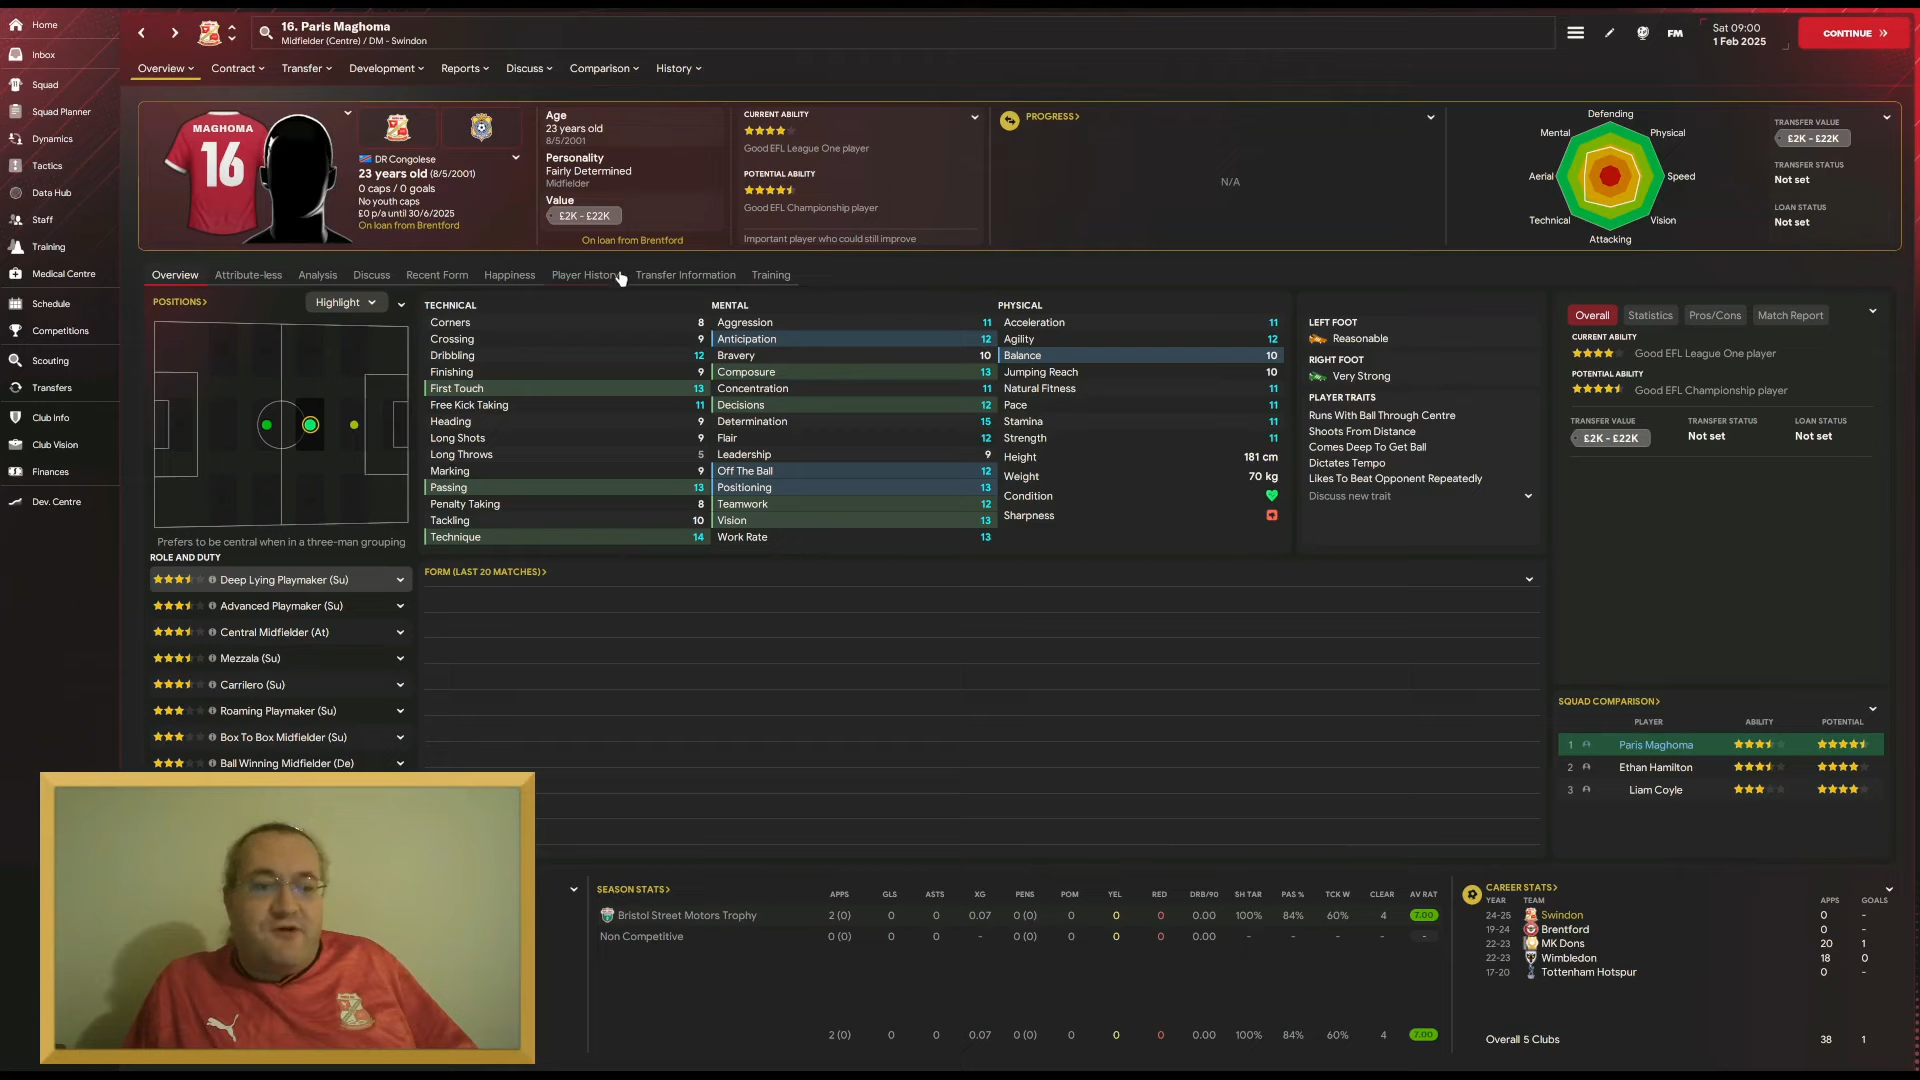 Home
Inbox
Squad
Squad Planner
Dynamics
Tactics
Data Hub
Staff
Training
Medical Centre
Schedule
Competitions
Scouting
Transfers
Club Info
Club Vision
Finances
Dev. Centre
16. Paris Maghoma
Midfielder (Centre) / DM - Swindon
FM
Sat 09:00
1 Feb 2025
CONTINUE
Overview
Contract
Transfer
Development
Reports
Discuss
Comparison
History
MAGHOMA
16
DR Congolese
23 years old (8/5/2001)
0 caps / 0 goals
No youth caps
£0 p/a until 30/6/2025
On loan from Brentford
Age
23 years old
8/5/2001
Personality
Fairly Determined
Midfielder
Value
£2K - £22K
On loan from Brentford
CURRENT ABILITY
Good EFL League One player
POTENTIAL ABILITY
Good EFL Championship player
Important player who could still improve
PROGRESS>
N/A
Defending
Mental Physical
Aerial Speed
Technical Vision
Attacking
TRANSFER VALUE
£2K - £22K
TRANSFER STATUS
Not set
LOAN STATUS
Not set
Overview Attribute-less Analysis Discuss Recent Form Happiness Player History Transfer Information Training
POSITIONS>
Highlight
Prefers to be central when in a three-man grouping
ROLE AND DUTY
Deep Lying Playmaker (Su)
Advanced Playmaker (Su)
Central Midfielder (At)
Mezzala (Su)
Carrilero (Su)
Roaming Playmaker (Su)
Box To Box Midfielder (Su)
Ball Winning Midfielder (De)
TECHNICAL
Corners 8
Crossing 9
Dribbling 12
Finishing 9
First Touch 13
Free Kick Taking 11
Heading 9
Long Shots 9
Long Throws 5
Marking 9
Passing 13
Penalty Taking 8
Tackling 10
Technique 14
MENTAL
Aggression 11
Anticipation 12
Bravery 10
Composure 13
Concentration 11
Decisions 12
Determination 15
Flair 12
Leadership 9
Off The Ball 12
Positioning 13
Teamwork 12
Vision 13
Work Rate 13
PHYSICAL
Acceleration 11
Agility 12
Balance 10
Jumping Reach 10
Natural Fitness 11
Pace 11
Stamina 11
Strength 11
Height 181 cm
Weight 70 kg
Condition
Sharpness
LEFT FOOT
Reasonable
RIGHT FOOT
Very Strong
PLAYER TRAITS
Runs With Ball Through Centre
Shoots From Distance
Comes Deep To Get Ball
Dictates Tempo
Likes To Beat Opponent Repeatedly
Discuss new trait
FORM (LAST 20 MATCHES)>
Overall Statistics Pros/Cons Match Report
CURRENT ABILITY
Good EFL League One player
POTENTIAL ABILITY
Good EFL Championship player
TRANSFER VALUE TRANSFER STATUS LOAN STATUS
£2K - £22K Not set Not set
SQUAD COMPARISON>
PLAYER ABILITY POTENTIAL
1 Paris Maghoma
2 Ethan Hamilton
3 Liam Coyle
SEASON STATS> APPS GLS ASTS XG PENS POM YEL RED DRB/90 SH TAR PAS % TCK W CLEAR AV RAT
Bristol Street Motors Trophy 2 (0) 0 0 0.07 0 (0) 0 0 0 0.00 100% 84% 60% 4 7.00
Non Competitive 0 (0) 0 0 - 0 (0) 0 0 0 0.00 - - - - -
2 (0) 0 0 0.07 0 (0) 0 0 0 0.00 100% 84% 60% 4 7.00
CAREER STATS>
YEAR TEAM APPS GOALS
24-25 Swindon 0 -
19-24 Brentford 0 -
22-23 MK Dons 20 1
22-23 Wimbledon 18 0
17-20 Tottenham Hotspur 0 -
Overall 5 Clubs 38 1